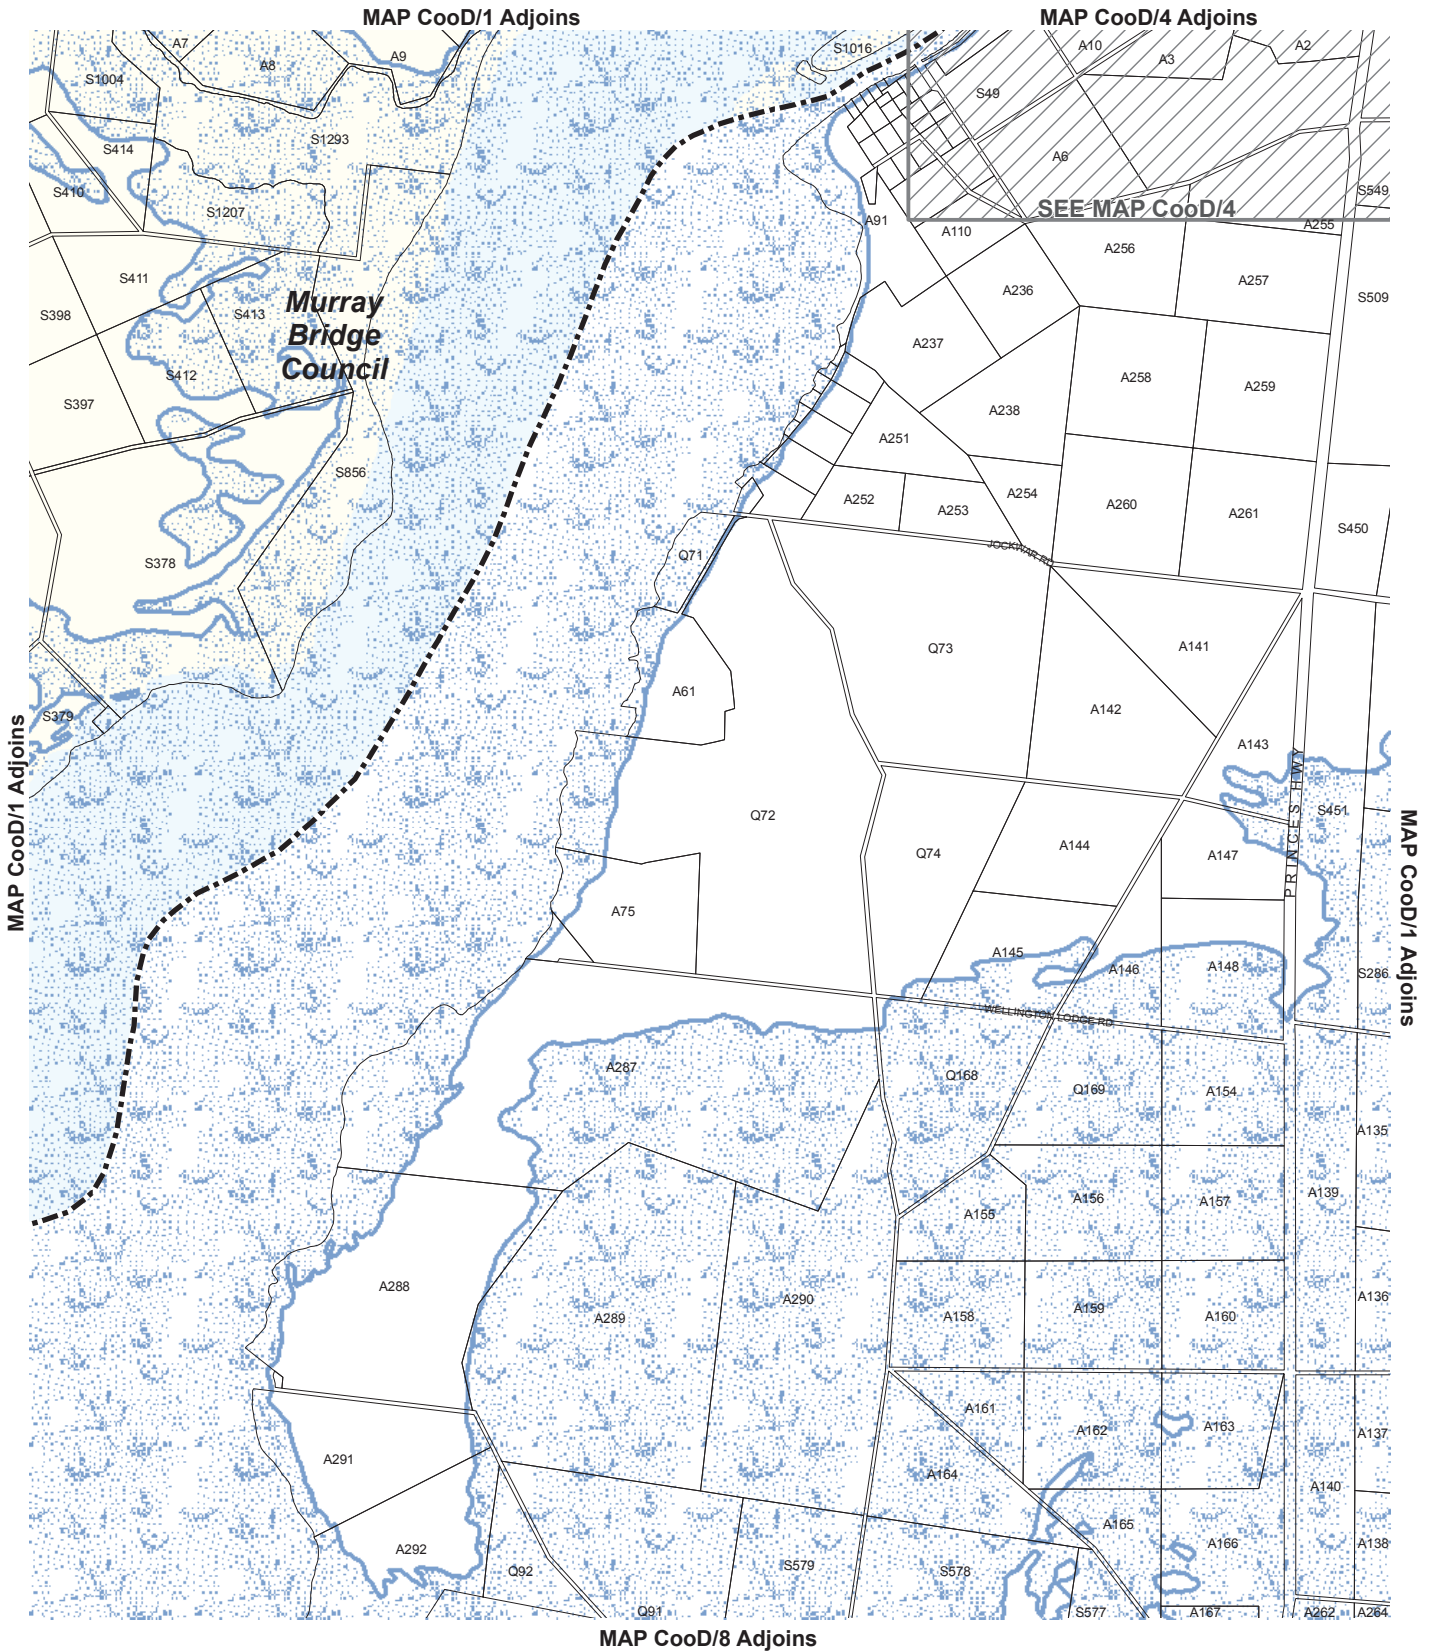 MAP CooD/1 Adjoins
MAP CooD/4 Adjoins
A7
A8
A9
S1016
A10
A3
A2
S1004
S49
S414
S1293
A6
S410
S1207
S549
SEE MAP CooD/4
A91
A110
A255
A256
S411
A257
A236
S509
S398
S413
Murray
Bridge
Council
A237
S412
A258
A259
S397
A238
A251
S856
A252
A253
A254
A260
A261
S450
JOCKWAR RD
Q71
S378
Q73
A141
A61
A142
S379
A143
MAP CooD/1 Adjoins
PRINCES HWY
S451
MAP CooD/1 Adjoins
Q72
Q74
A144
A147
A75
A145
A146
A148
S286
WELLINGTON LODGE RD
A287
Q168
Q169
A154
A135
A155
A156
A157
A139
A288
A289
A290
A158
A159
A160
A136
A161
A162
A163
A137
A291
A164
A140
A165
A166
A138
A292
Q92
S579
S578
Q91
S577
A167
A262
A264
MAP CooD/8 Adjoins